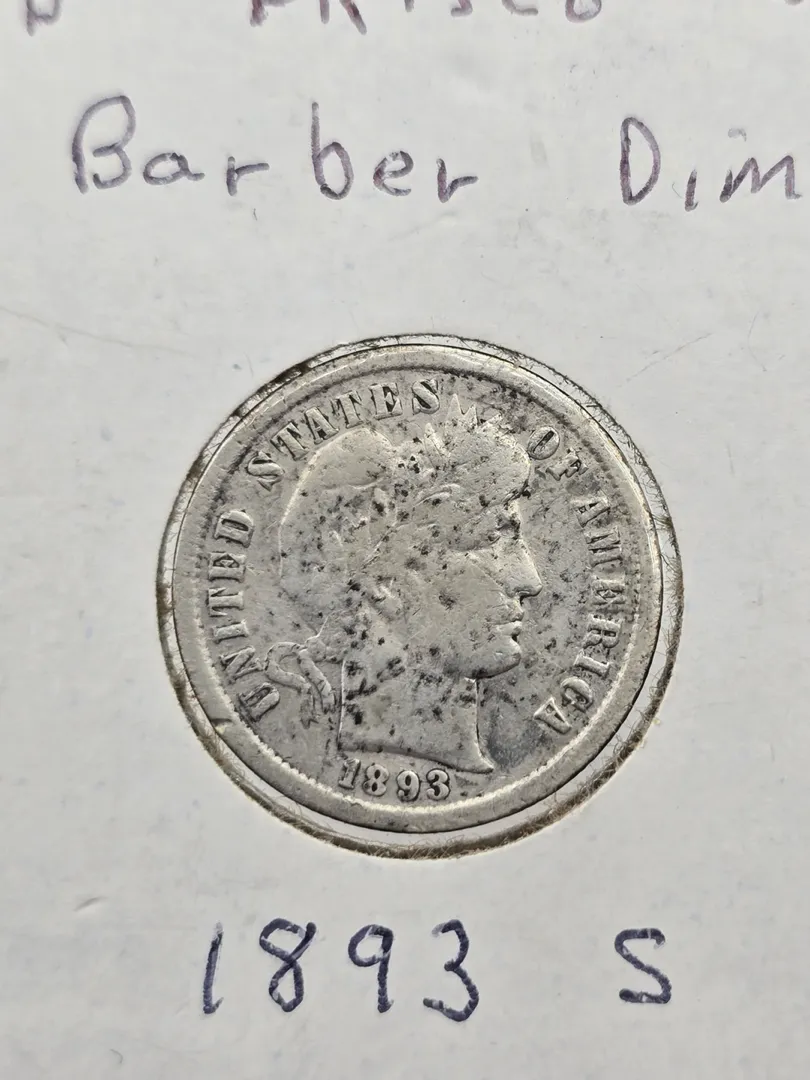 Barber Dim
UNITED STATES OF AMERICA
1893
1893 S